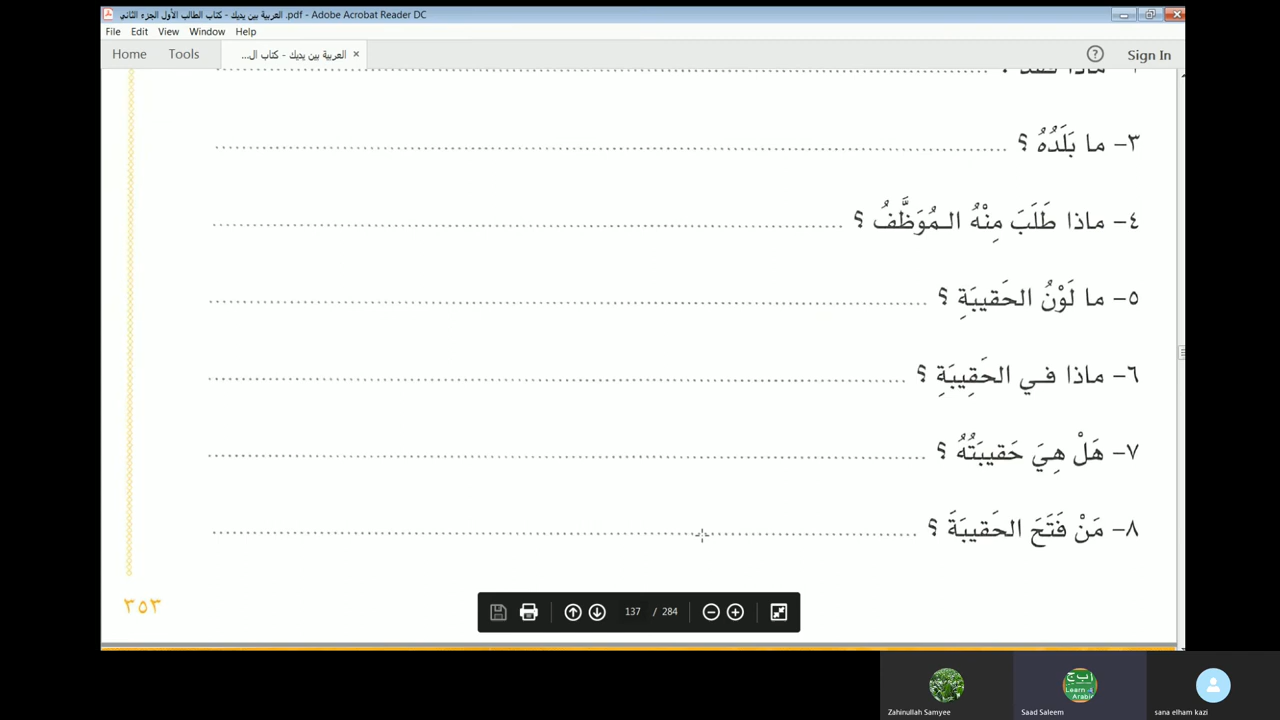 العربية بين يديك - كتاب الطالب الأول الجزء الثاني .pdf - Adobe Acrobat Reader DC
File Edit View Window Help
Home Tools العربية بين يديك - كتاب ال... × ? Sign In
٣- ما بَلَدُهُ ؟
٤- ماذا طَلَبَ مِنْهُ الـمُوَظَّفُ ؟
٥- ما لَوْنُ الحَقيبَةِ ؟
٦- ماذا فـي الحَقِيبَةِ ؟
٧- هَلْ هِيَ حَقيبَتُهُ ؟
٨- مَنْ فَتَحَ الحَقيبَةَ ؟
٣٥٣
137 / 284
Zahinullah Samyee
أ ب ج
Learn Arabic
Saad Saleem
sana elham kazi